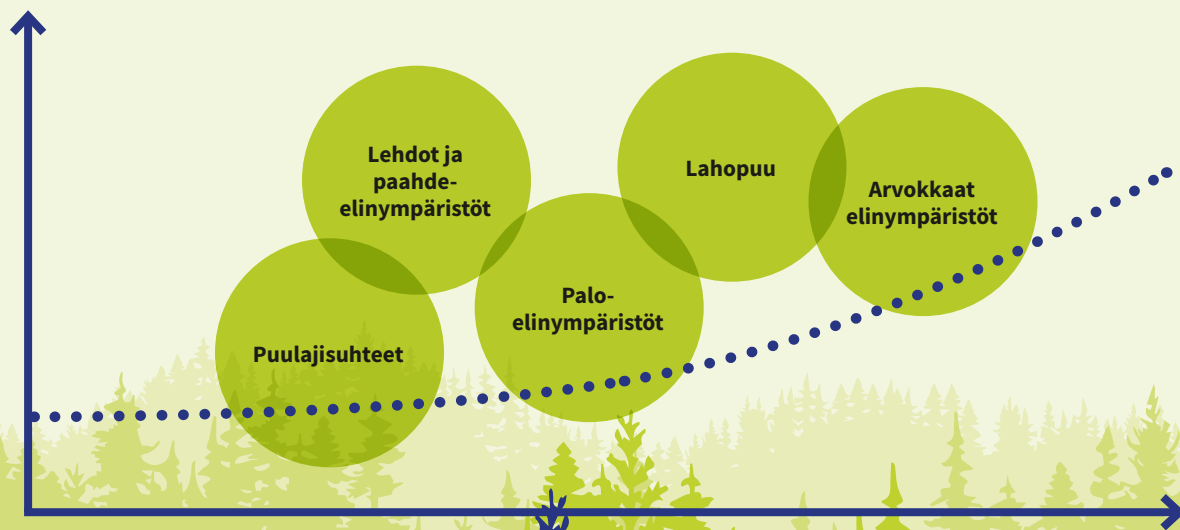 Lehdot ja
paahde-
elinympäristöt
Lahopuu
Arvokkaat
elinympäristöt
Palo-
elinympäristöt
Puulajisuhteet